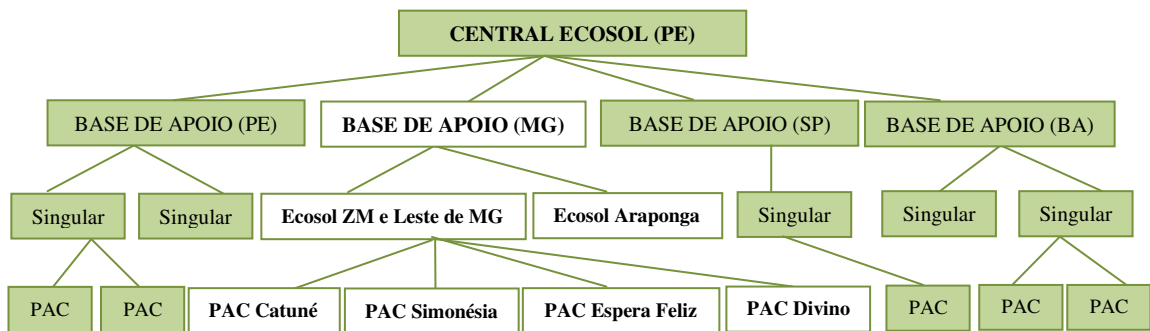 CENTRAL ECOSOL (PE)
BASE DE APOIO (PE)
BASE DE APOIO (MG)
BASE DE APOIO (SP)
BASE DE APOIO (BA)
Singular
Singular
Ecosol ZM e Leste de MG
Ecosol Araponga
Singular
Singular
Singular
PAC
PAC
PAC Catuné
PAC Simonésia
PAC Espera Feliz
PAC Divino
PAC
PAC
PAC